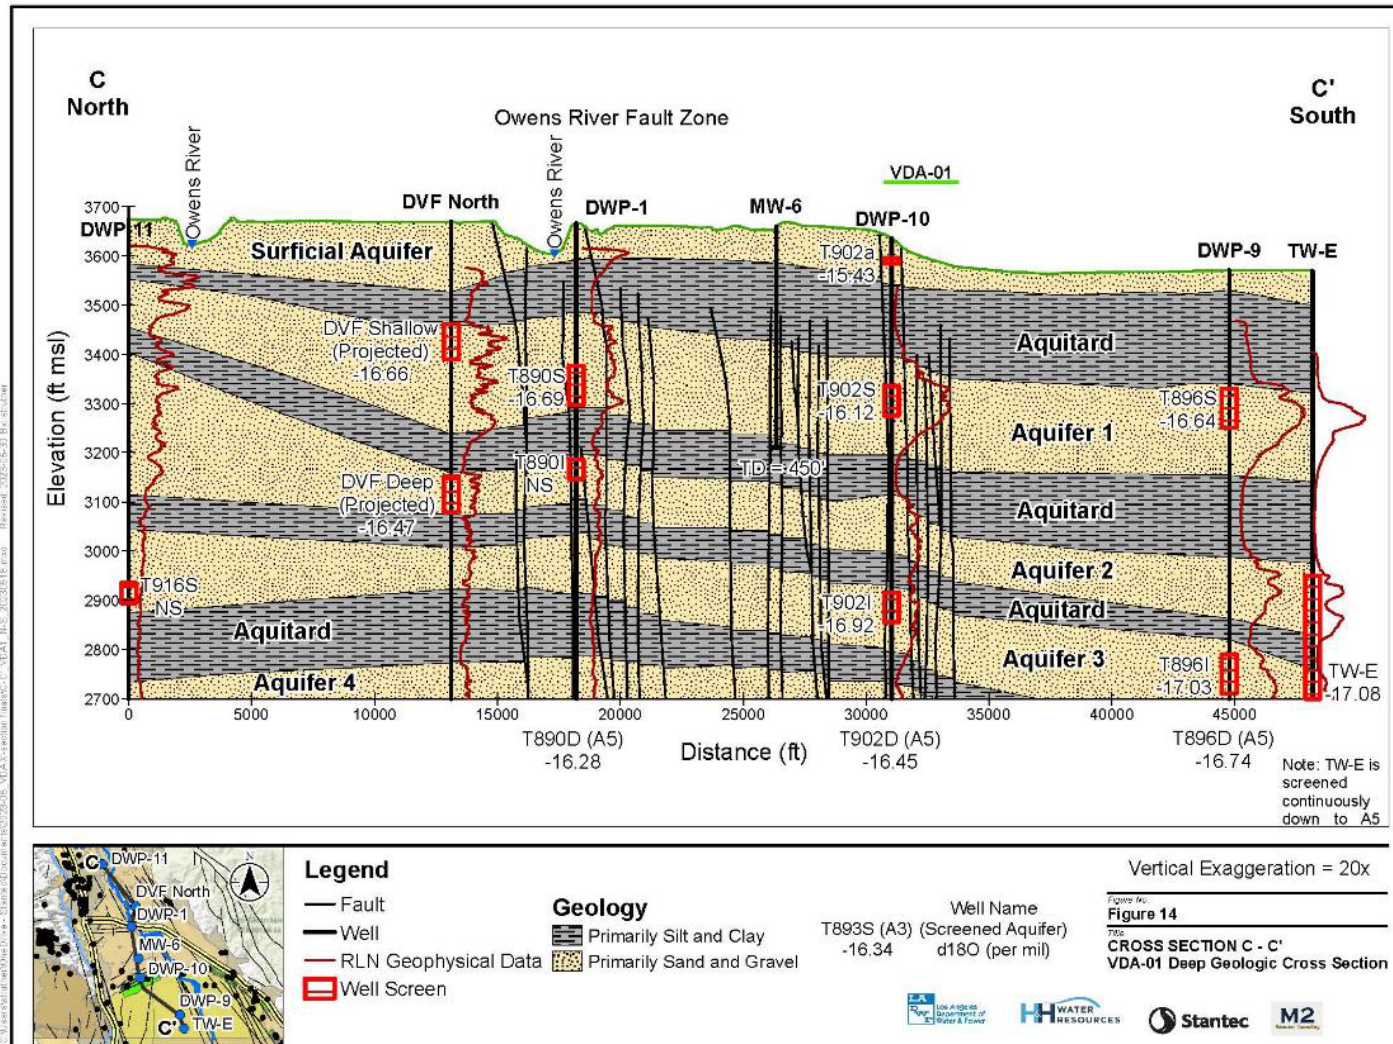 C
North
C'
South
Owens River Fault Zone
Owens River
Owens River
VDA-01
DWP-11
DVF North
DWP-1
MW-6
DWP-10
DWP-9
TW-E
Elevation (ft msl)
3700
3600
3500
3400
3300
3200
3100
3000
2900
2800
2700
Surficial Aquifer
T902a
-15.43
DVF Shallow
(Projected)
-16.66
T890S
-16.69
T902S
-16.12
T896S
-16.64
Aquitard
Aquifer 1
T890I
NS
TD = 450'
DVF Deep
(Projected)
-16.47
Aquitard
Aquifer 2
T916S
NS
T902I
-16.92
Aquitard
Aquitard
Aquifer 3
T896I
-17.03
TW-E
-17.08
Aquifer 4
0
5000
10000
15000
20000
25000
30000
35000
40000
45000
T890D (A5)
-16.28
Distance (ft)
T902D (A5)
-16.45
T896D (A5)
-16.74
Note: TW-E is
screened
continuously
down to A5
C DWP-11
DVF North
DWP-1
MW-6
DWP-10
DWP-9
C' TW-E
N
Legend
Fault
Well
RLN Geophysical Data
Well Screen
Geology
Primarily Silt and Clay
Primarily Sand and Gravel
T893S (A3)
-16.34
Well Name
(Screened Aquifer)
d18O (per mil)
Vertical Exaggeration = 20x
Figure No.
Figure 14
Title
CROSS SECTION C - C'
VDA-01 Deep Geologic Cross Section
Los Angeles
Department of
Water & Power
WATER
RESOURCES
Stantec
M2